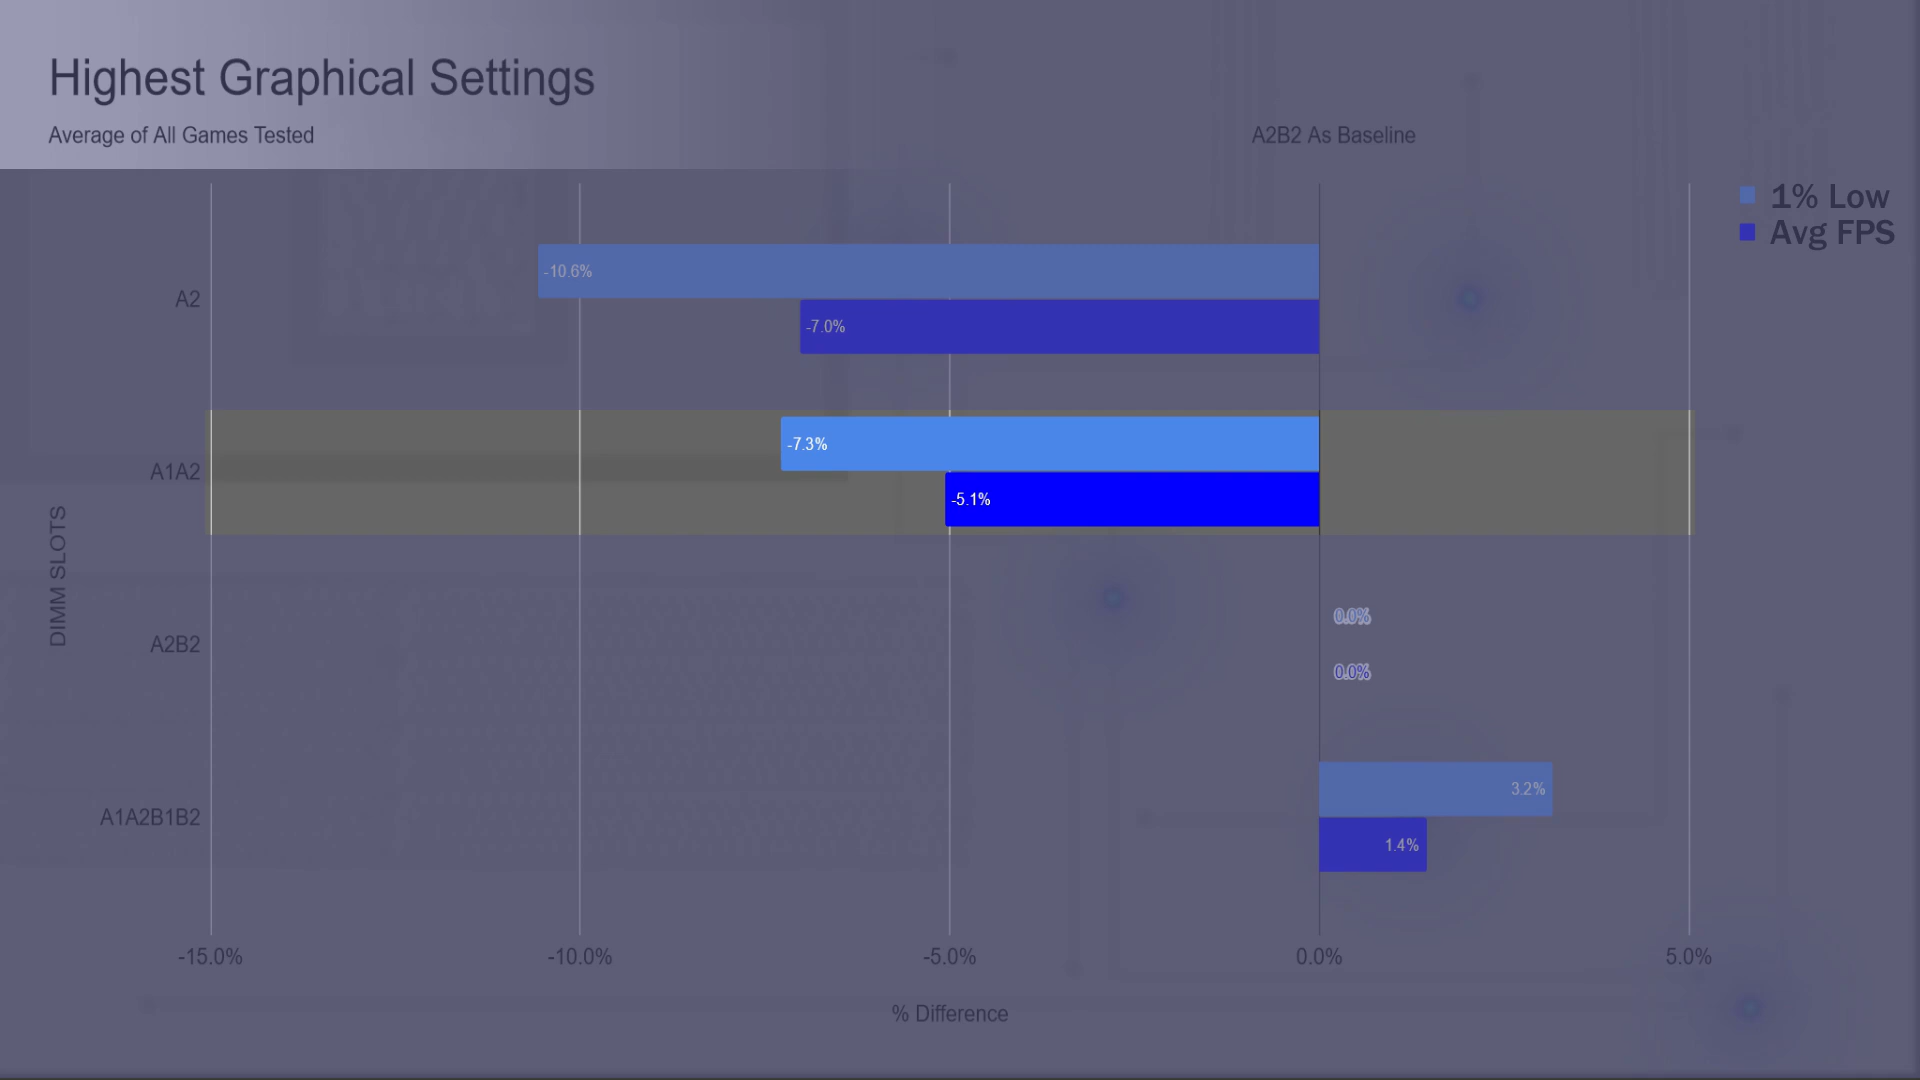 Highest Graphical Settings
Average of All Games Tested
A2B2 As Baseline
1% Low
Avg FPS
DIMM SLOTS
A2
-10.6%
-7.0%
A1A2
-7.3%
-5.1%
A2B2
0.0%
0.0%
A1A2B1B2
3.2%
1.4%
-15.0%
-10.0%
-5.0%
0.0%
5.0%
% Difference